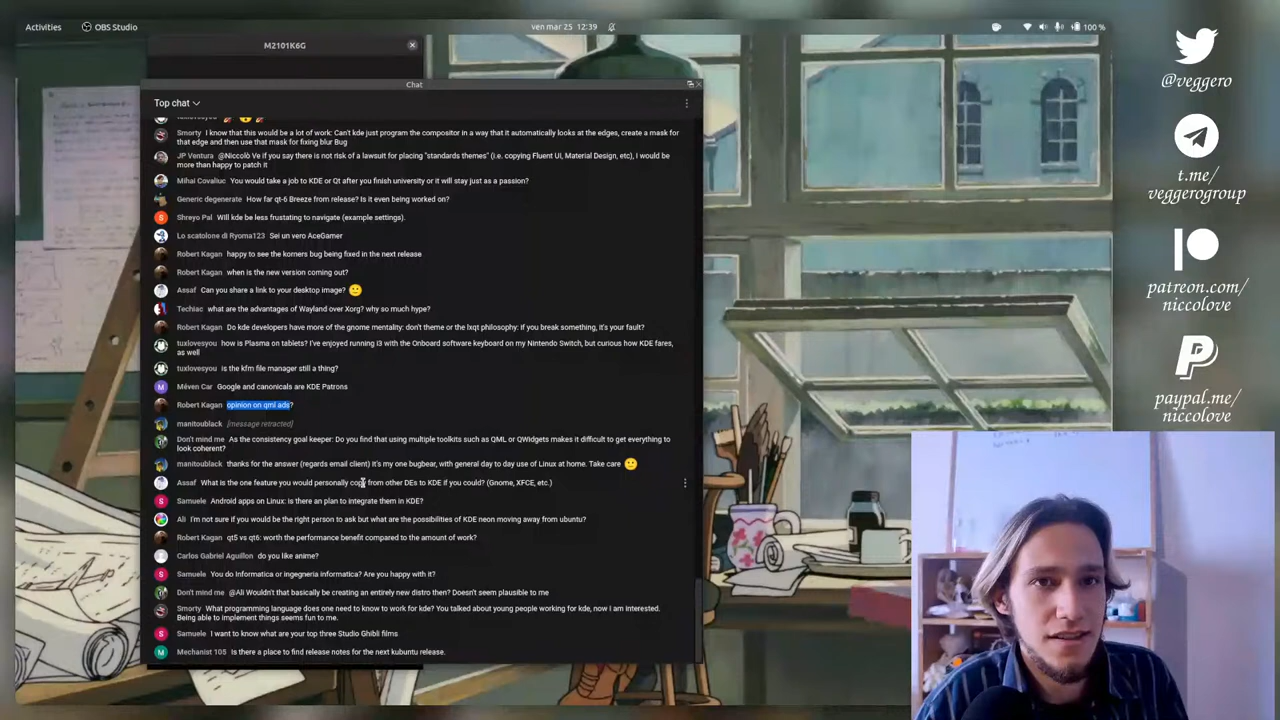 Activities
OBS Studio
ven mar 25 12:39
100 %
M2101K6G
Chat
Top chat
Smorty I know that this would be a lot of work: Can't kde just program the compositor in a way that it automatically looks at the edges, create a mask for
that edge and then use that mask for fixing blur Bug
JP Ventura @Niccolò Ve if you say there is not risk of a lawsuit for placing "standards themes" (i.e. copying Fluent UI, Material Design, etc), I would be
more than happy to patch it
Mihai Covaliuc You would take a job to KDE or Qt after you finish university or it will stay just as a passion?
Generic degenerate How far qt-6 Breeze from release? Is it even being worked on?
Shreyo Pal Will kde be less frustating to navigate (example settings).
Lo scatolone di Ryoma123 Sei un vero AceGamer
Robert Kagan happy to see the korners bug being fixed in the next release
Robert Kagan when is the new version coming out?
Assaf Can you share a link to your desktop image?
Techiac what are the advantages of Wayland over Xorg? why so much hype?
Robert Kagan Do kde developers have more of the gnome mentality: don't theme or the lxqt philosophy: if you break something, it's your fault?
tuxlovesyou how is Plasma on tablets? I've enjoyed running i3 with the Onboard software keyboard on my Nintendo Switch, but curious how KDE fares,
as well
tuxlovesyou is the kfm file manager still a thing?
Méven Car Google and canonicals are KDE Patrons
Robert Kagan opinion on qml ads?
manitoublack [message retracted]
Don't mind me As the consistency goal keeper: Do you find that using multiple toolkits such as QML or QWidgets makes it difficult to get everything to
look coherent?
manitoublack thanks for the answer (regards email client) it's my one bugbear, with general day to day use of Linux at home. Take care
Assaf What is the one feature you would personally copy from other DEs to KDE if you could? (Gnome, XFCE, etc.)
Samuele Android apps on Linux: is there an plan to integrate them in KDE?
Ali I'm not sure if you would be the right person to ask but what are the possibilities of KDE neon moving away from ubuntu?
Robert Kagan qt5 vs qt6: worth the performance benefit compared to the amount of work?
Carlos Gabriel Aguillon do you like anime?
Samuele You do Informatica or ingegneria informatica? Are you happy with it?
Don't mind me @Ali Wouldn't that basically be creating an entirely new distro then? Doesn't seem plausible to me
Smorty What programming language does one need to know to work for kde? You talked about young people working for kde, now I am interested.
Being able to implement things seems fun to me.
Samuele I want to know what are your top three Studio Ghibli films
Mechanist 105 Is there a place to find release notes for the next kubuntu release.
@veggero
t.me/
veggerogroup
patreon.com/
niccolove
paypal.me/
niccolove